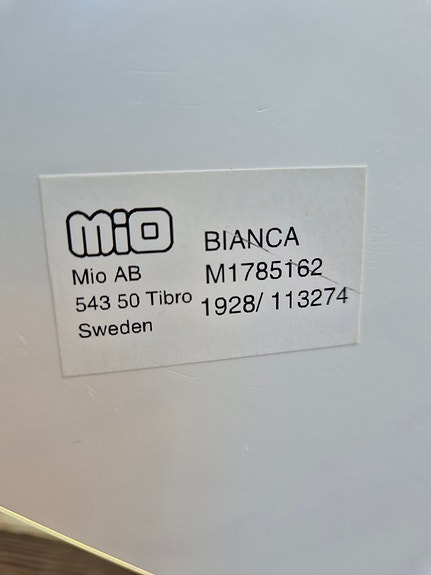 mio
Mio AB
543 50 Tibro
Sweden
BIANCA
M1785162
1928/ 113274